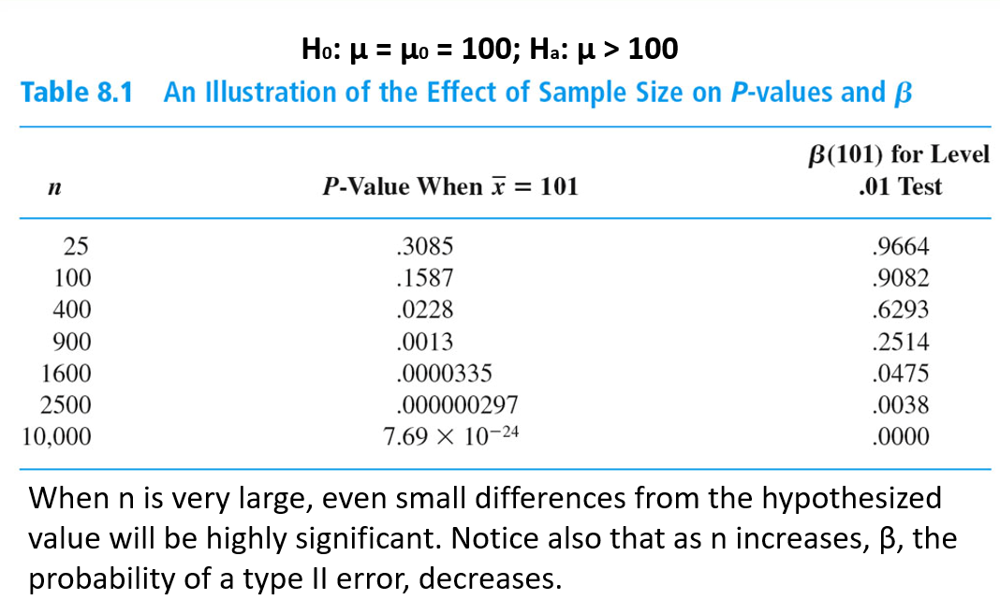 H₀: μ = μ₀ = 100; Hₐ: μ > 100
Table 8.1 An Illustration of the Effect of Sample Size on P-values and β
β(101) for Level
n P-Value When x̄ = 101 .01 Test
25 .3085 .9664
100 .1587 .9082
400 .0228 .6293
900 .0013 .2514
1600 .0000335 .0475
2500 .000000297 .0038
10,000 7.69 × 10⁻²⁴ .0000
When n is very large, even small differences from the hypothesized
value will be highly significant. Notice also that as n increases, β, the
probability of a type II error, decreases.